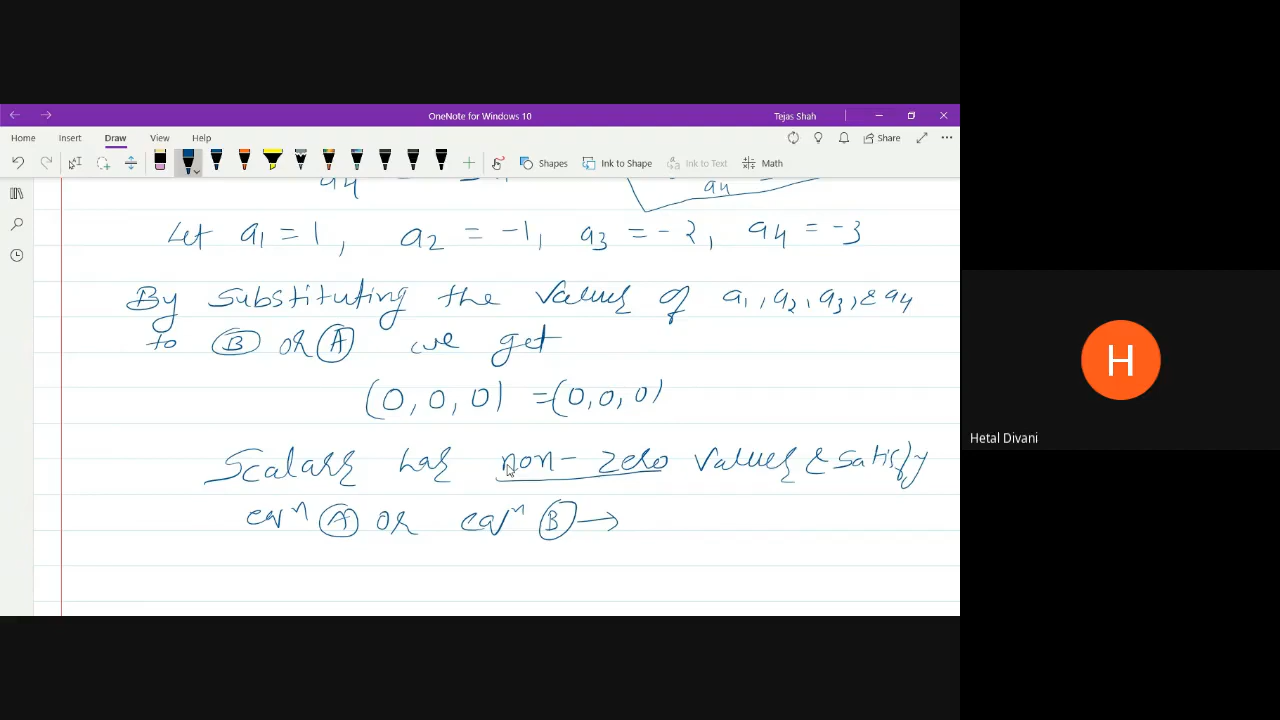 OneNote for Windows 10
Tejas Shah
Home Insert Draw View Help
Share
Shapes Ink to Shape Ink to Text Math
a4
a4
Let a1 = 1, a2 = -1, a3 = -2, a4 = -3
By substituting the values of a1, a2, a3, & a4
to B or A we get
(0, 0, 0) = (0, 0, 0)
Scalars has non-zero values & satisfy
eqn A or eqn B →
H
Hetal Divani